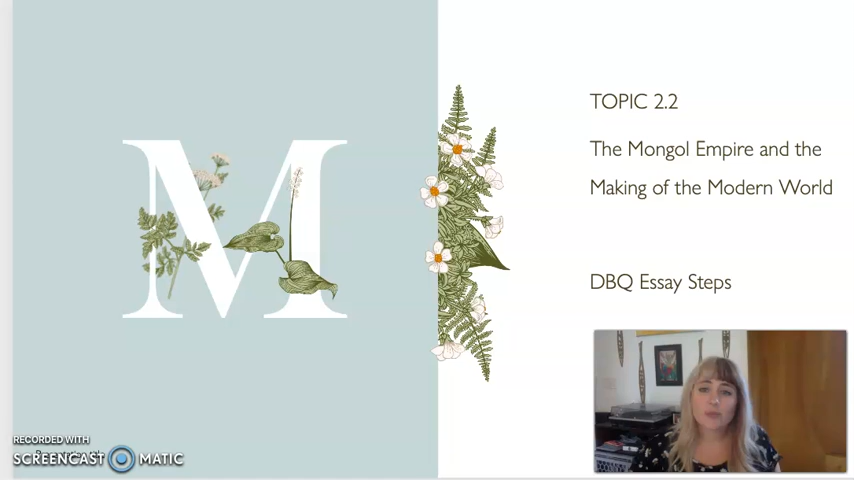 M
TOPIC 2.2
The Mongol Empire and the
Making of the Modern World
DBQ Essay Steps
RECORDED WITH
SCREENCAST MATIC